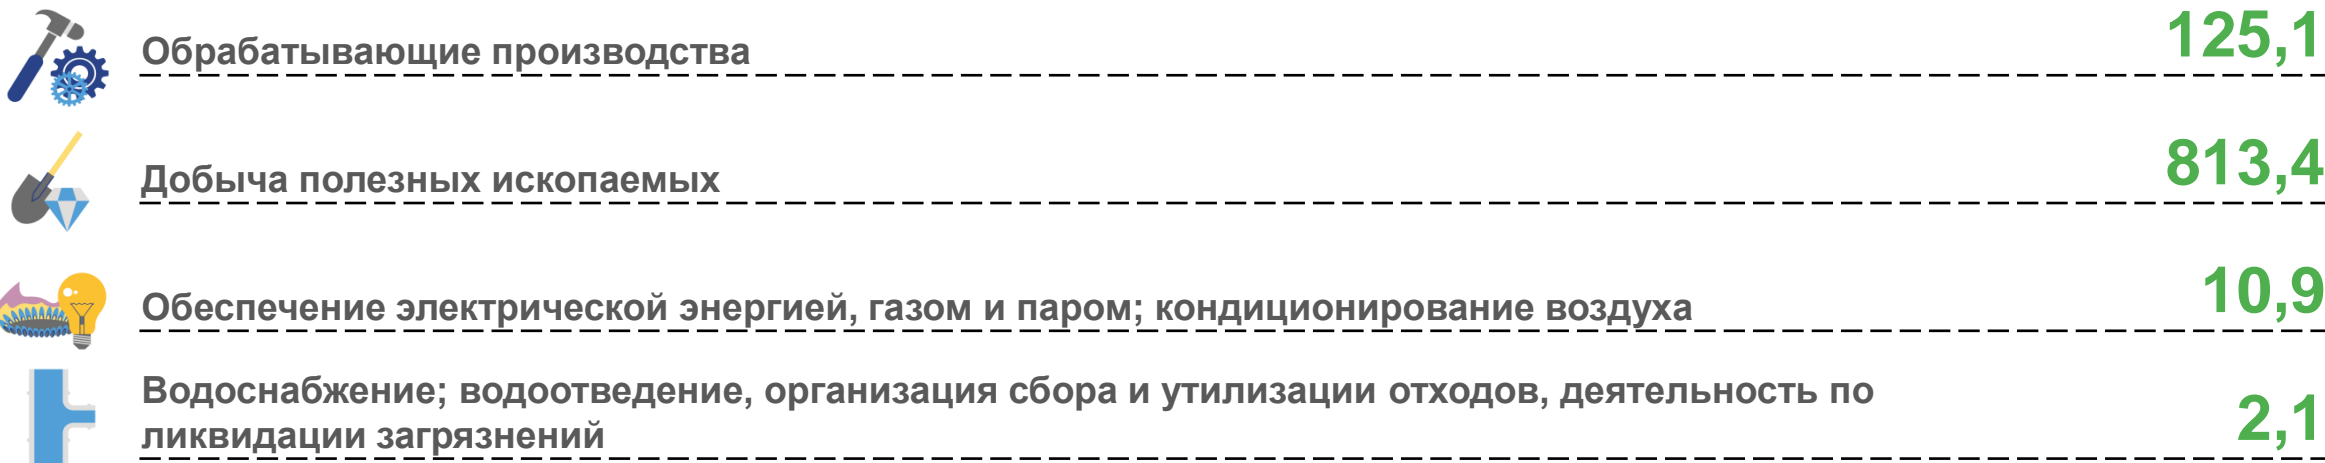 Обрабатывающие производства 125,1
Добыча полезных ископаемых 813,4
Обеспечение электрической энергией, газом и паром; кондиционирование воздуха 10,9
Водоснабжение; водоотведение, организация сбора и утилизации отходов, деятельность по
ликвидации загрязнений 2,1